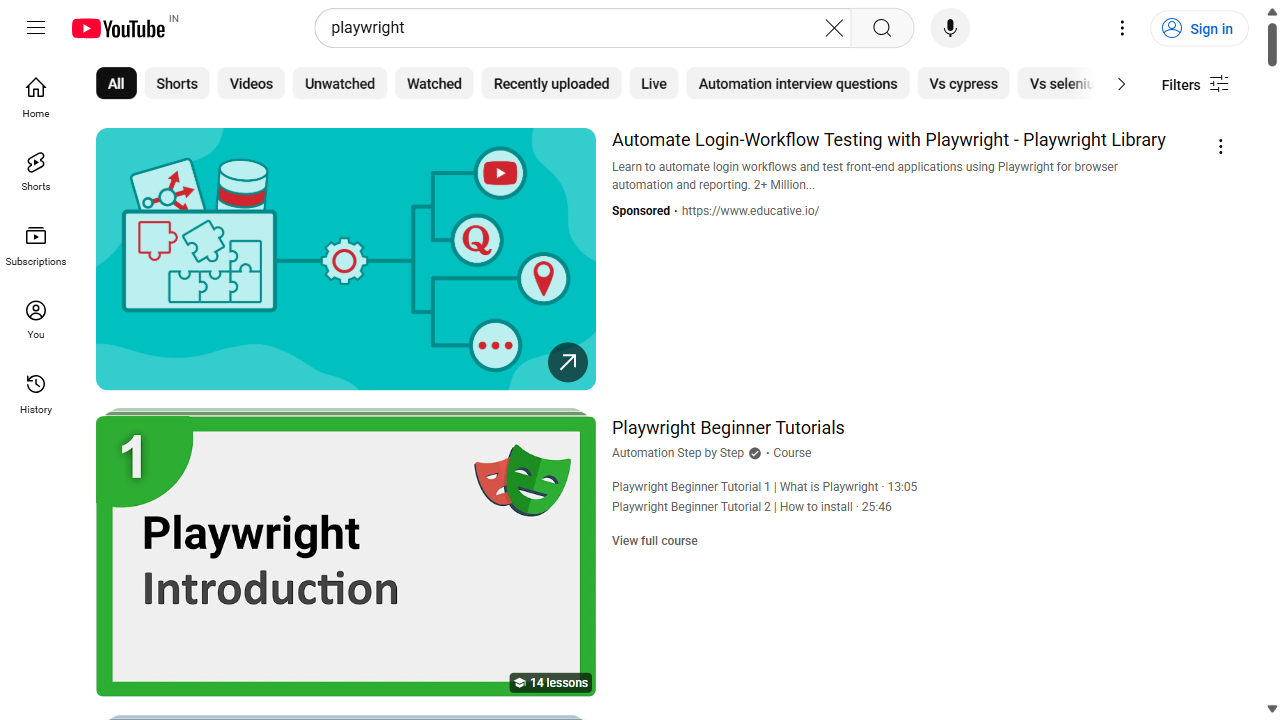 YouTube IN
playwright
Sign in
All
Shorts
Videos
Unwatched
Watched
Recently uploaded
Live
Automation interview questions
Vs cypress
Vs seleniu
Filters
Home
Shorts
Subscriptions
You
History
Q
Automate Login-Workflow Testing with Playwright - Playwright Library
Learn to automate login workflows and test front-end applications using Playwright for browser
automation and reporting. 2+ Million...
Sponsored · https://www.educative.io/
1
Playwright
Introduction
14 lessons
Playwright Beginner Tutorials
Automation Step by Step · Course
Playwright Beginner Tutorial 1 | What is Playwright · 13:05
Playwright Beginner Tutorial 2 | How to install · 25:46
View full course